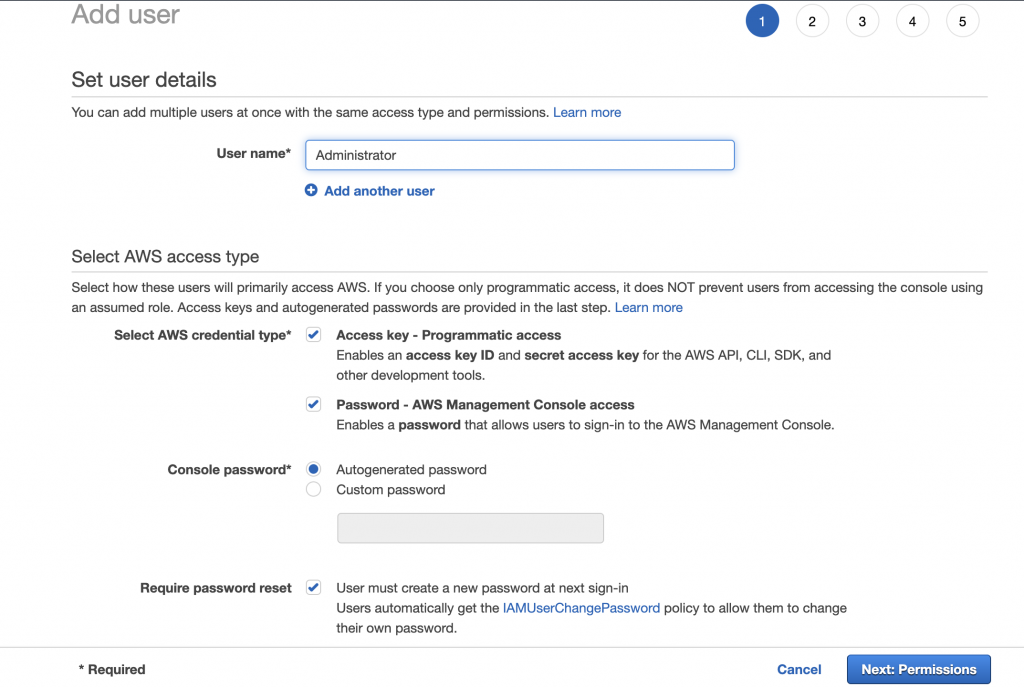 Add user
1 2 3 4 5
Set user details
You can add multiple users at once with the same access type and permissions. Learn more
User name* Administrator
Add another user
Select AWS access type
Select how these users will primarily access AWS. If you choose only programmatic access, it does NOT prevent users from accessing the console using
an assumed role. Access keys and autogenerated passwords are provided in the last step. Learn more
Select AWS credential type* Access key - Programmatic access
Enables an access key ID and secret access key for the AWS API, CLI, SDK, and
other development tools.
Password - AWS Management Console access
Enables a password that allows users to sign-in to the AWS Management Console.
Console password* Autogenerated password
Custom password
Require password reset User must create a new password at next sign-in
Users automatically get the IAMUserChangePassword policy to allow them to change
their own password.
* Required Cancel Next: Permissions